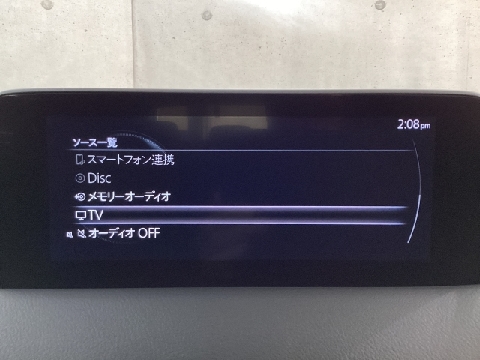 2:08pm
ソース一覧
スマートフォン連携
Disc
メモリーオーディオ
TV
オーディオ OFF